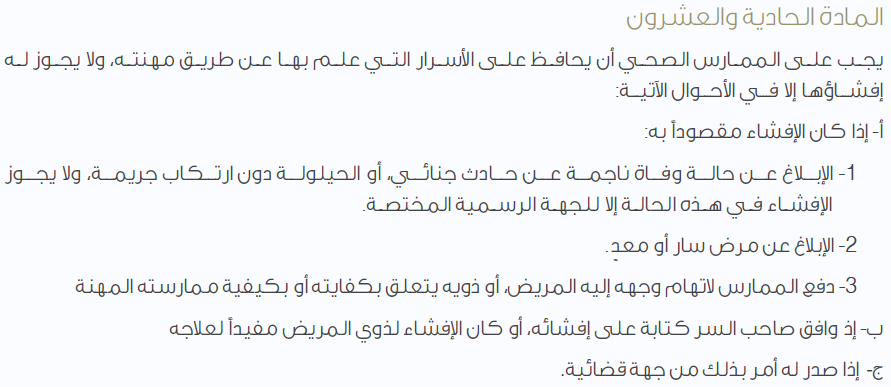 المادة الحادية والعشرون
يجب على الممارس الصحي أن يحافظ على الأسرار التي علم بها عن طريق مهنته، ولا يجوز له
إفشاؤها إلا في الأحوال الآتية:
أ- إذا كان الإفشاء مقصوداً به:
1- الإبلاغ عن حالة وفاة ناجمة عن حادث جنائي، أو الحيلولة دون ارتكاب جريمة، ولا يجوز
الإفشاء في هذه الحالة إلا للجهة الرسمية المختصة.
2- الإبلاغ عن مرض سار أو معدٍ.
3- دفع الممارس لاتهام وجهه إليه المريض، أو ذويه يتعلق بكفايته أو بكيفية ممارسته المهنة
ب- إذ وافق صاحب السر كتابة على إفشائه، أو كان الإفشاء لذوي المريض مفيداً لعلاجه
ج- إذا صدر له أمر بذلك من جهة قضائية.